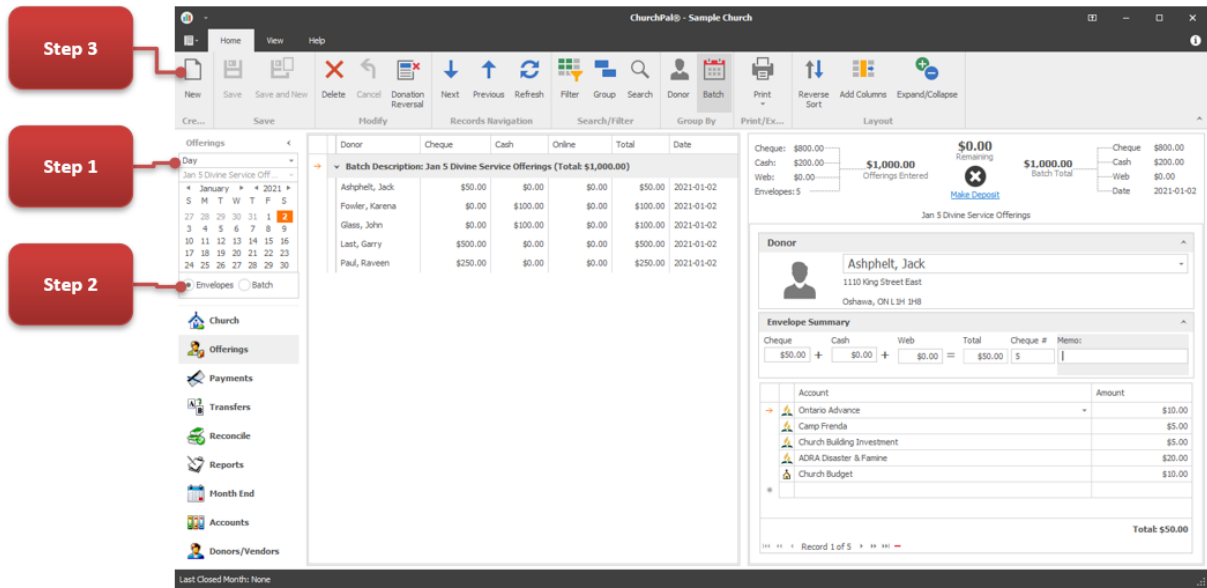 ChurchPal® - Sample Church
Step 3
Home View Help
New Save Save and New Delete Cancel Donation Reversal Next Previous Refresh Filter Group Search Donor Batch Print Reverse Sort Add Columns Expand/Collapse
Cre... Save Modify Records Navigation Search/Filter Group By Print/Ex... Layout
Step 1
Offerings
Day
Jan 5 Divine Service Off...
January 2021
S M T W T F S
27 28 29 30 31 1 2
3 4 5 6 7 8 9
10 11 12 13 14 15 16
17 18 19 20 21 22 23
24 25 26 27 28 29 30
Step 2
Envelopes Batch
Church
Offerings
Payments
Transfers
Reconcile
Reports
Month End
Accounts
Donors/Vendors
Donor Cheque Cash Online Total Date
Batch Description: Jan 5 Divine Service Offerings (Total: $1,000.00)
Ashphelt, Jack $50.00 $0.00 $0.00 $50.00 2021-01-02
Fowler, Karena $0.00 $100.00 $0.00 $100.00 2021-01-02
Glass, John $0.00 $100.00 $0.00 $100.00 2021-01-02
Last, Garry $500.00 $0.00 $0.00 $500.00 2021-01-02
Paul, Raveen $250.00 $0.00 $0.00 $250.00 2021-01-02
Cheque: $800.00
Cash: $200.00
Web: $0.00
Envelopes: 5
$1,000.00
Offerings Entered
$0.00
Remaining
Make Deposit
$1,000.00
Batch Total
Cheque $800.00
Cash $200.00
Web $0.00
Date 2021-01-02
Jan 5 Divine Service Offerings
Donor
Ashphelt, Jack
1110 King Street East
Oshawa, ON L1H 1H8
Envelope Summary
Cheque Cash Web Total Cheque # Memo:
$50.00 + $0.00 + $0.00 = $50.00 5
Account Amount
Ontario Advance $10.00
Camp Frenda $5.00
Church Building Investment $5.00
ADRA Disaster & Famine $20.00
Church Budget $10.00
Total: $50.00
Record 1 of 5
Last Closed Month: None